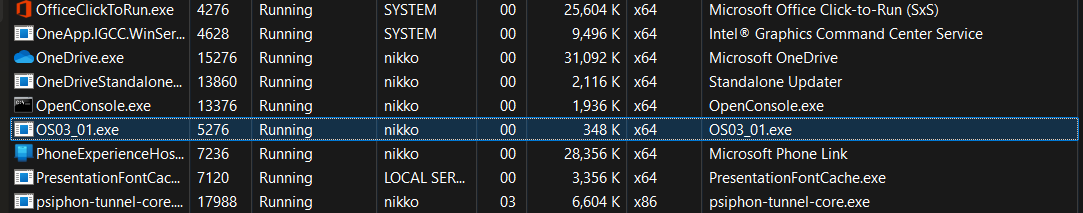 OfficeClickToRun.exe 4276 Running SYSTEM 00 25,604 K x64 Microsoft Office Click-to-Run (SxS)
OneApp.IGCC.WinSer... 4628 Running SYSTEM 00 9,496 K x64 Intel® Graphics Command Center Service
OneDrive.exe 15276 Running nikko 00 31,092 K x64 Microsoft OneDrive
OneDriveStandalone... 13860 Running nikko 00 2,116 K x64 Standalone Updater
OpenConsole.exe 13376 Running nikko 00 1,936 K x64 OpenConsole.exe
OS03_01.exe 5276 Running nikko 00 348 K x64 OS03_01.exe
PhoneExperienceHos... 7236 Running nikko 00 28,356 K x64 Microsoft Phone Link
PresentationFontCac... 7120 Running LOCAL SER... 00 3,356 K x64 PresentationFontCache.exe
psiphon-tunnel-core.... 17988 Running nikko 03 6,604 K x86 psiphon-tunnel-core.exe